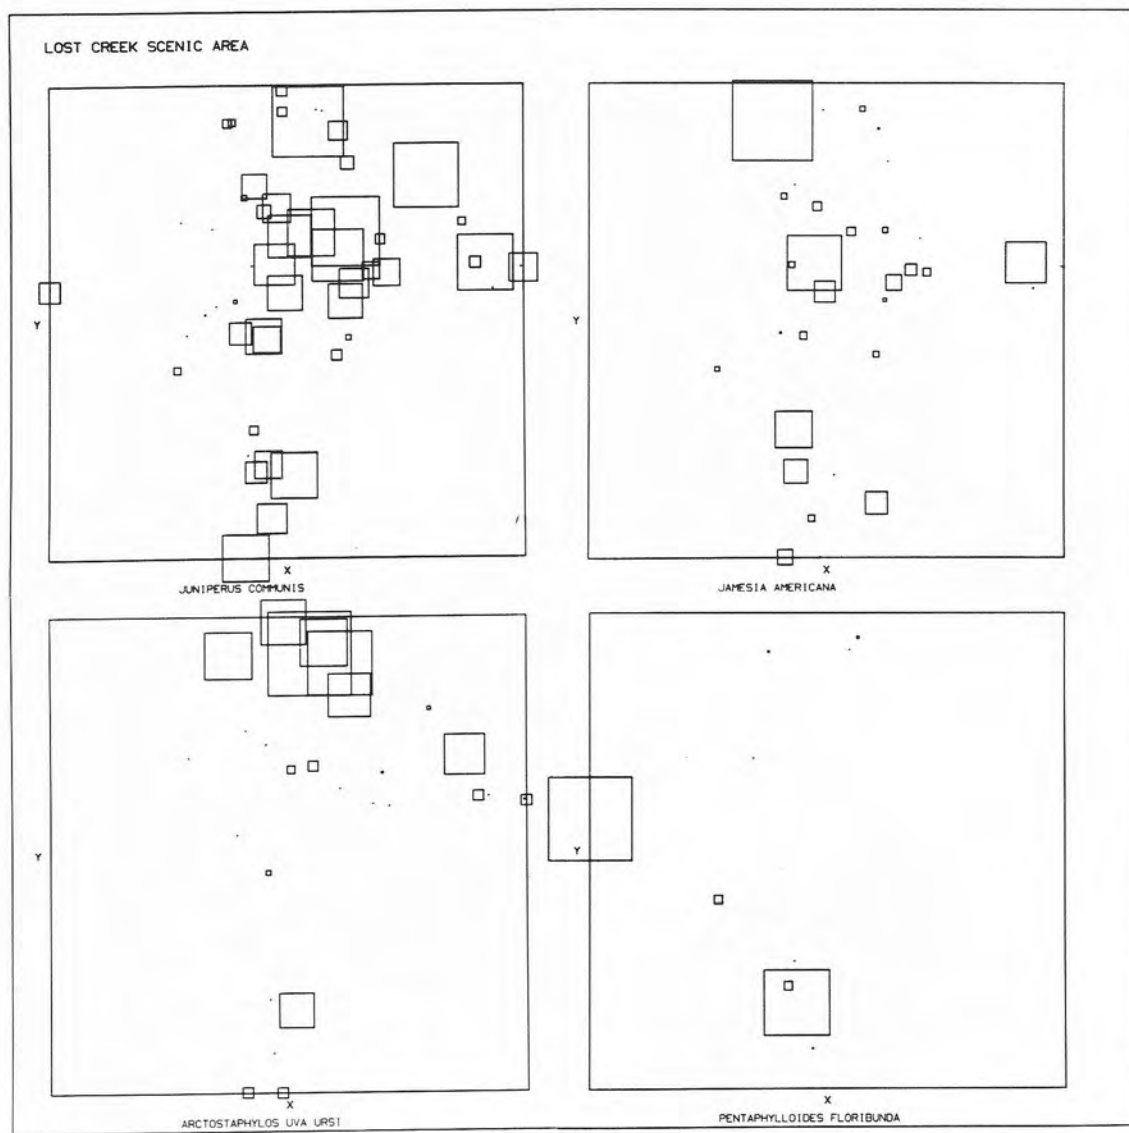 LOST CREEK SCENIC AREA
Y
X
JUNIPERUS COMMUNIS
Y
X
JAMESIA AMERICANA
Y
X
ARCTOSTAPHYLOS UVA URSI
Y
X
PENTAPHYLLOIDES FLORIBUNDA